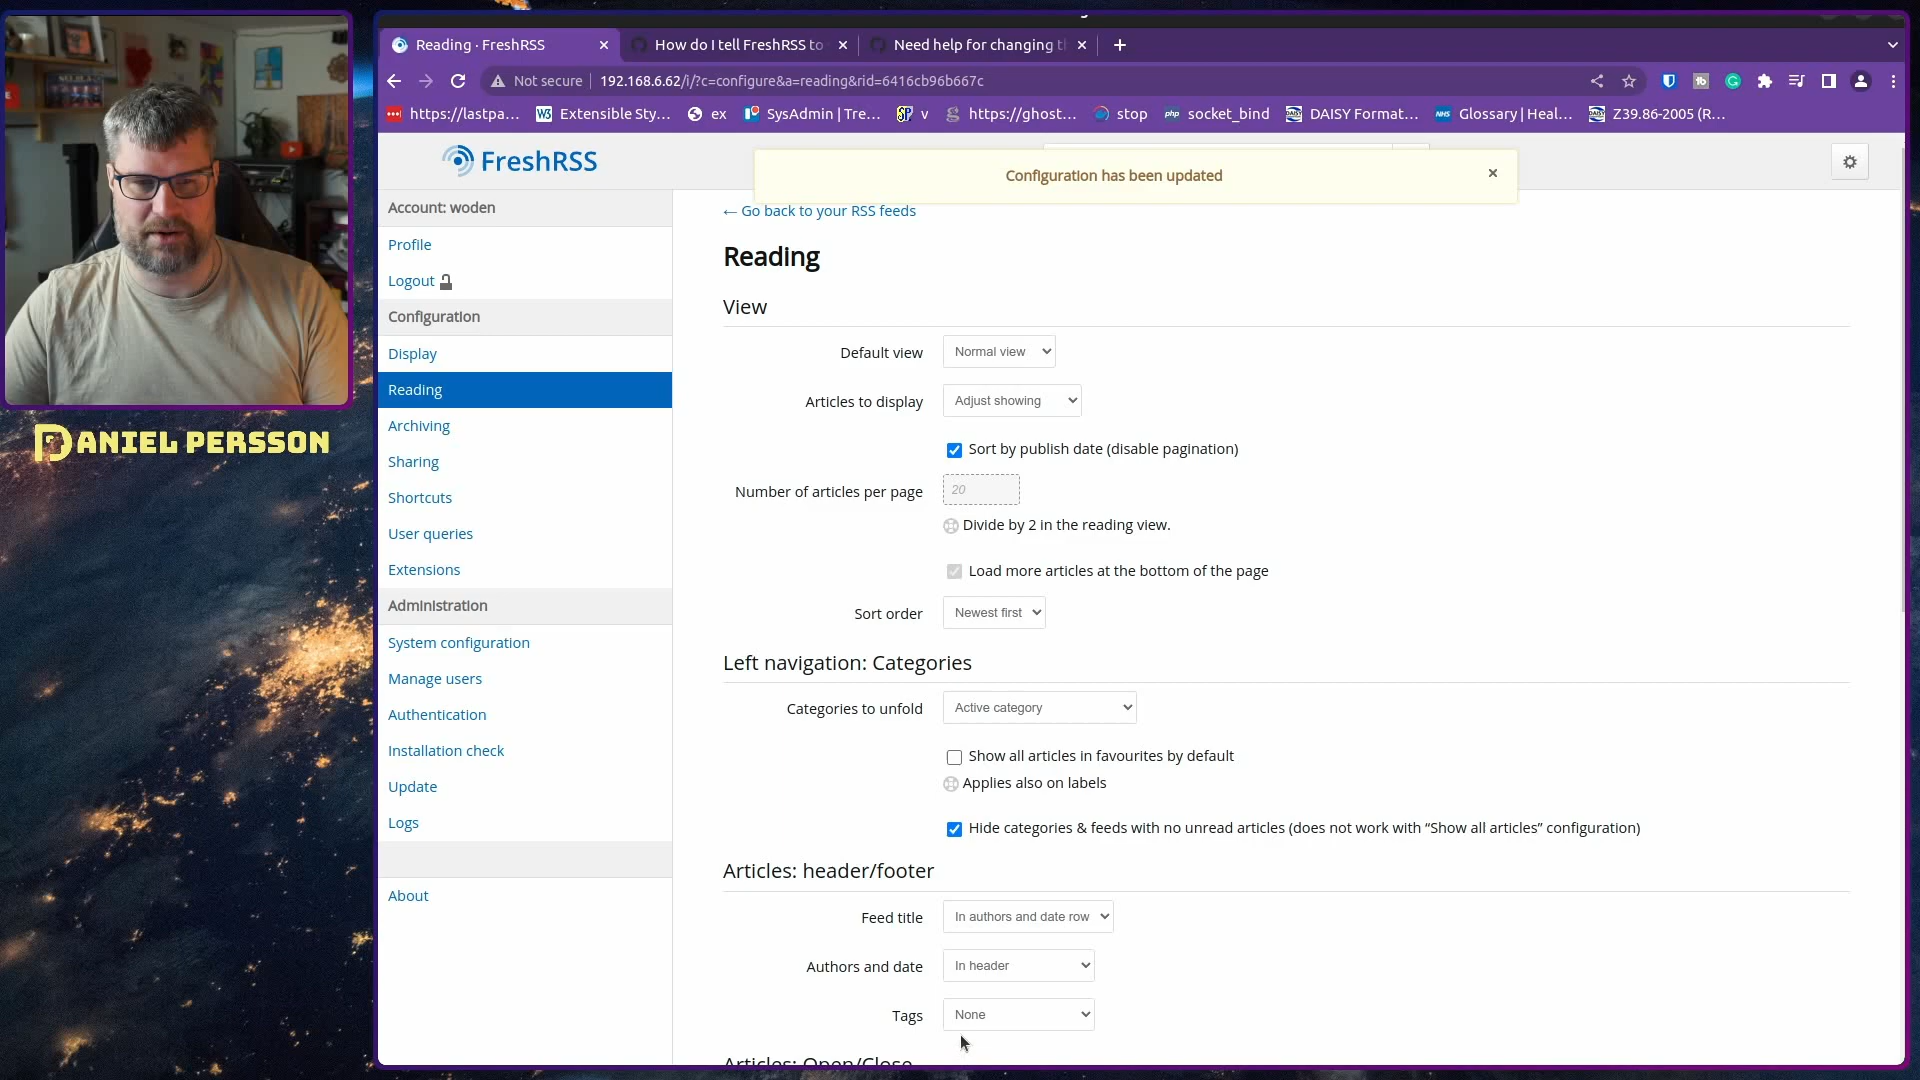 Reading · FreshRSS
How do I tell FreshRSS to
Need help for changing t
Not secure
192.168.6.62/i/?c=configure&a=reading&rid=6416cb96b667c
https://lastpa...
Extensible Sty...
ex
SysAdmin | Tre...
v
https://ghost...
stop
php socket_bind
DAISY Format...
NHS Glossary | Heal...
Z39.86-2005 (R...
FreshRSS
Configuration has been updated
Account: woden
Profile
Logout
Configuration
Display
Reading
Archiving
Sharing
Shortcuts
User queries
Extensions
Administration
System configuration
Manage users
Authentication
Installation check
Update
Logs
About
← Go back to your RSS feeds
Reading
View
Default view Normal view
Articles to display Adjust showing
Sort by publish date (disable pagination)
Number of articles per page 20
Divide by 2 in the reading view.
Load more articles at the bottom of the page
Sort order Newest first
Left navigation: Categories
Categories to unfold Active category
Show all articles in favourites by default
Applies also on labels
Hide categories & feeds with no unread articles (does not work with “Show all articles” configuration)
Articles: header/footer
Feed title In authors and date row
Authors and date In header
Tags None
Articles: Open/Close
DANIEL PERSSON